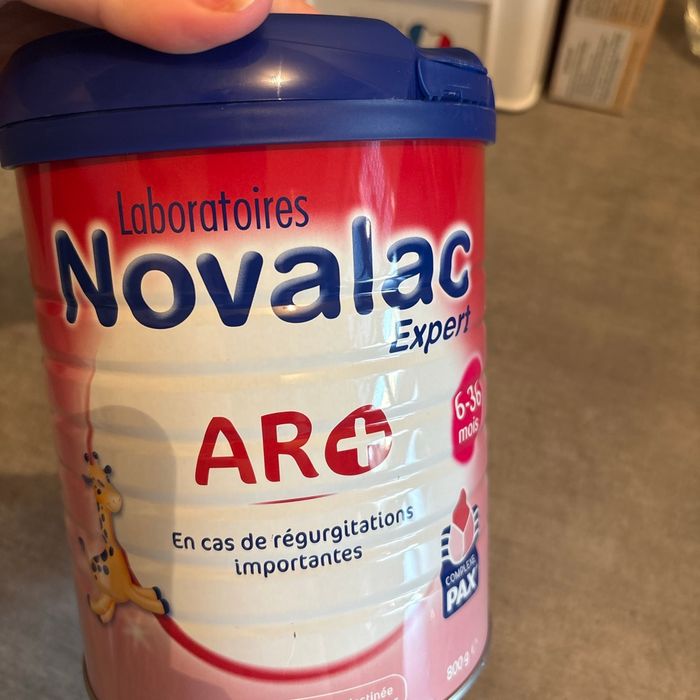 Laboratoires
Novalac
Expert
6-36
mois
AR+
En cas de régurgitations
importantes
COMPLEXE
PAX
800 g e